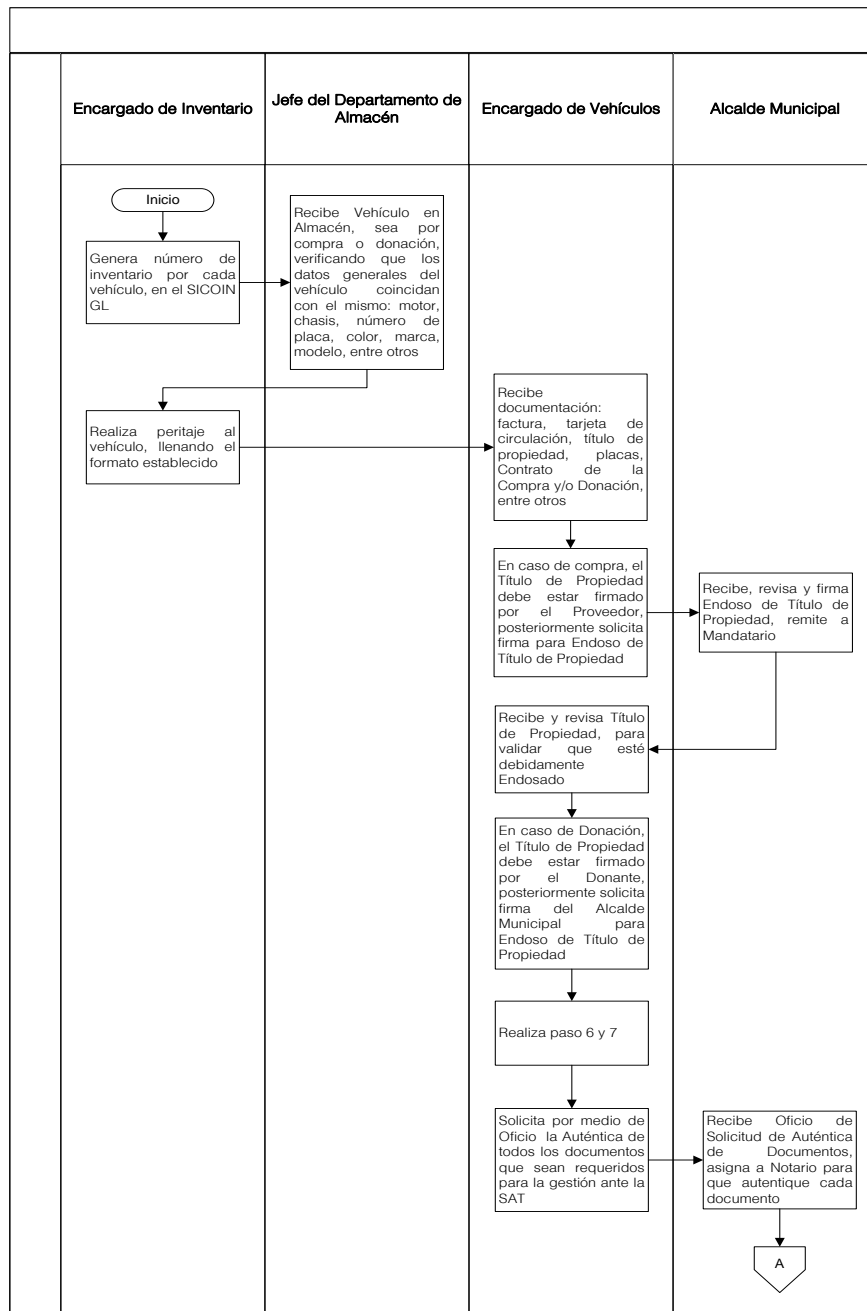 Encargado de Inventario
Jefe del Departamento de
Almacén
Encargado de Vehículos
Alcalde Municipal
Inicio
Genera número de
inventario por cada
vehículo, en el SICOIN
GL
Recibe Vehículo en
Almacén, sea por
compra o donación,
verificando que los
datos generales del
vehículo coincidan
con el mismo: motor,
chasis, número de
placa, color, marca,
modelo, entre otros
Realiza peritaje al
vehículo, llenando el
formato establecido
Recibe
documentación:
factura, tarjeta de
circulación, título de
propiedad, placas,
Contrato de la
Compra y/o Donación,
entre otros
En caso de compra, el
Título de Propiedad
debe estar firmado
por el Proveedor,
posteriormente solicita
firma para Endoso de
Título de Propiedad
Recibe, revisa y firma
Endoso de Título de
Propiedad, remite a
Mandatario
Recibe y revisa Título
de Propiedad, para
validar que esté
debidamente
Endosado
En caso de Donación,
el Título de Propiedad
debe estar firmado
por el Donante,
posteriormente solicita
firma del Alcalde
Municipal para
Endoso de Título de
Propiedad
Realiza paso 6 y 7
Solicita por medio de
Oficio la Auténtica de
todos los documentos
que sean requeridos
para la gestión ante la
SAT
Recibe Oficio de
Solicitud de Auténtica
de Documentos,
asigna a Notario para
que autentique cada
documento
A